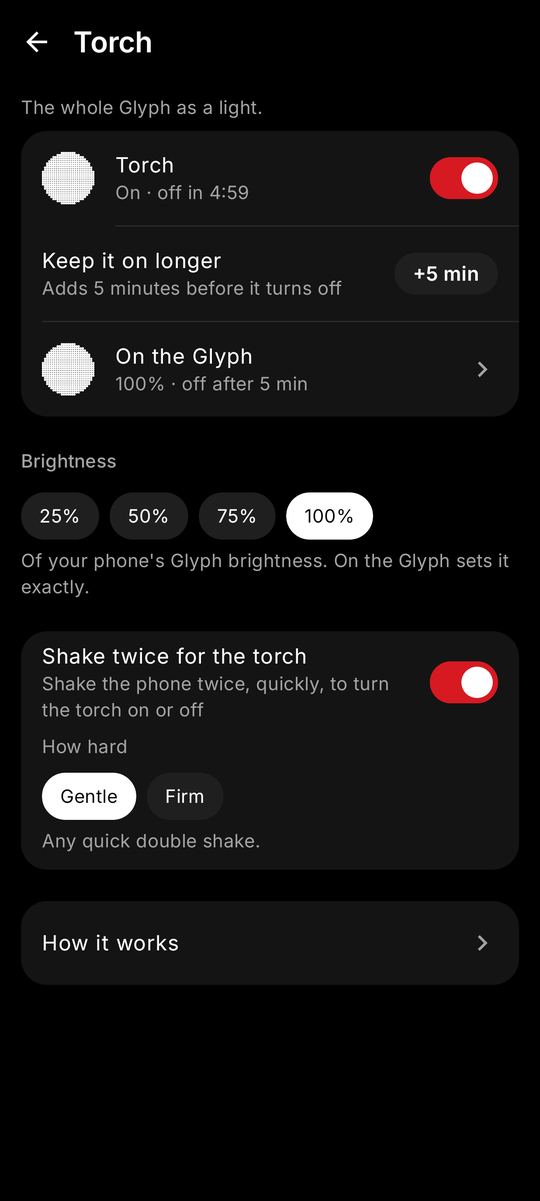 Torch
The whole Glyph as a light.
Torch
On · off in 4:59
Keep it on longer
Adds 5 minutes before it turns off
+5 min
On the Glyph
100% · off after 5 min
Brightness
25%
50%
75%
100%
Of your phone's Glyph brightness. On the Glyph sets it
exactly.
Shake twice for the torch
Shake the phone twice, quickly, to turn
the torch on or off
How hard
Gentle
Firm
Any quick double shake.
How it works